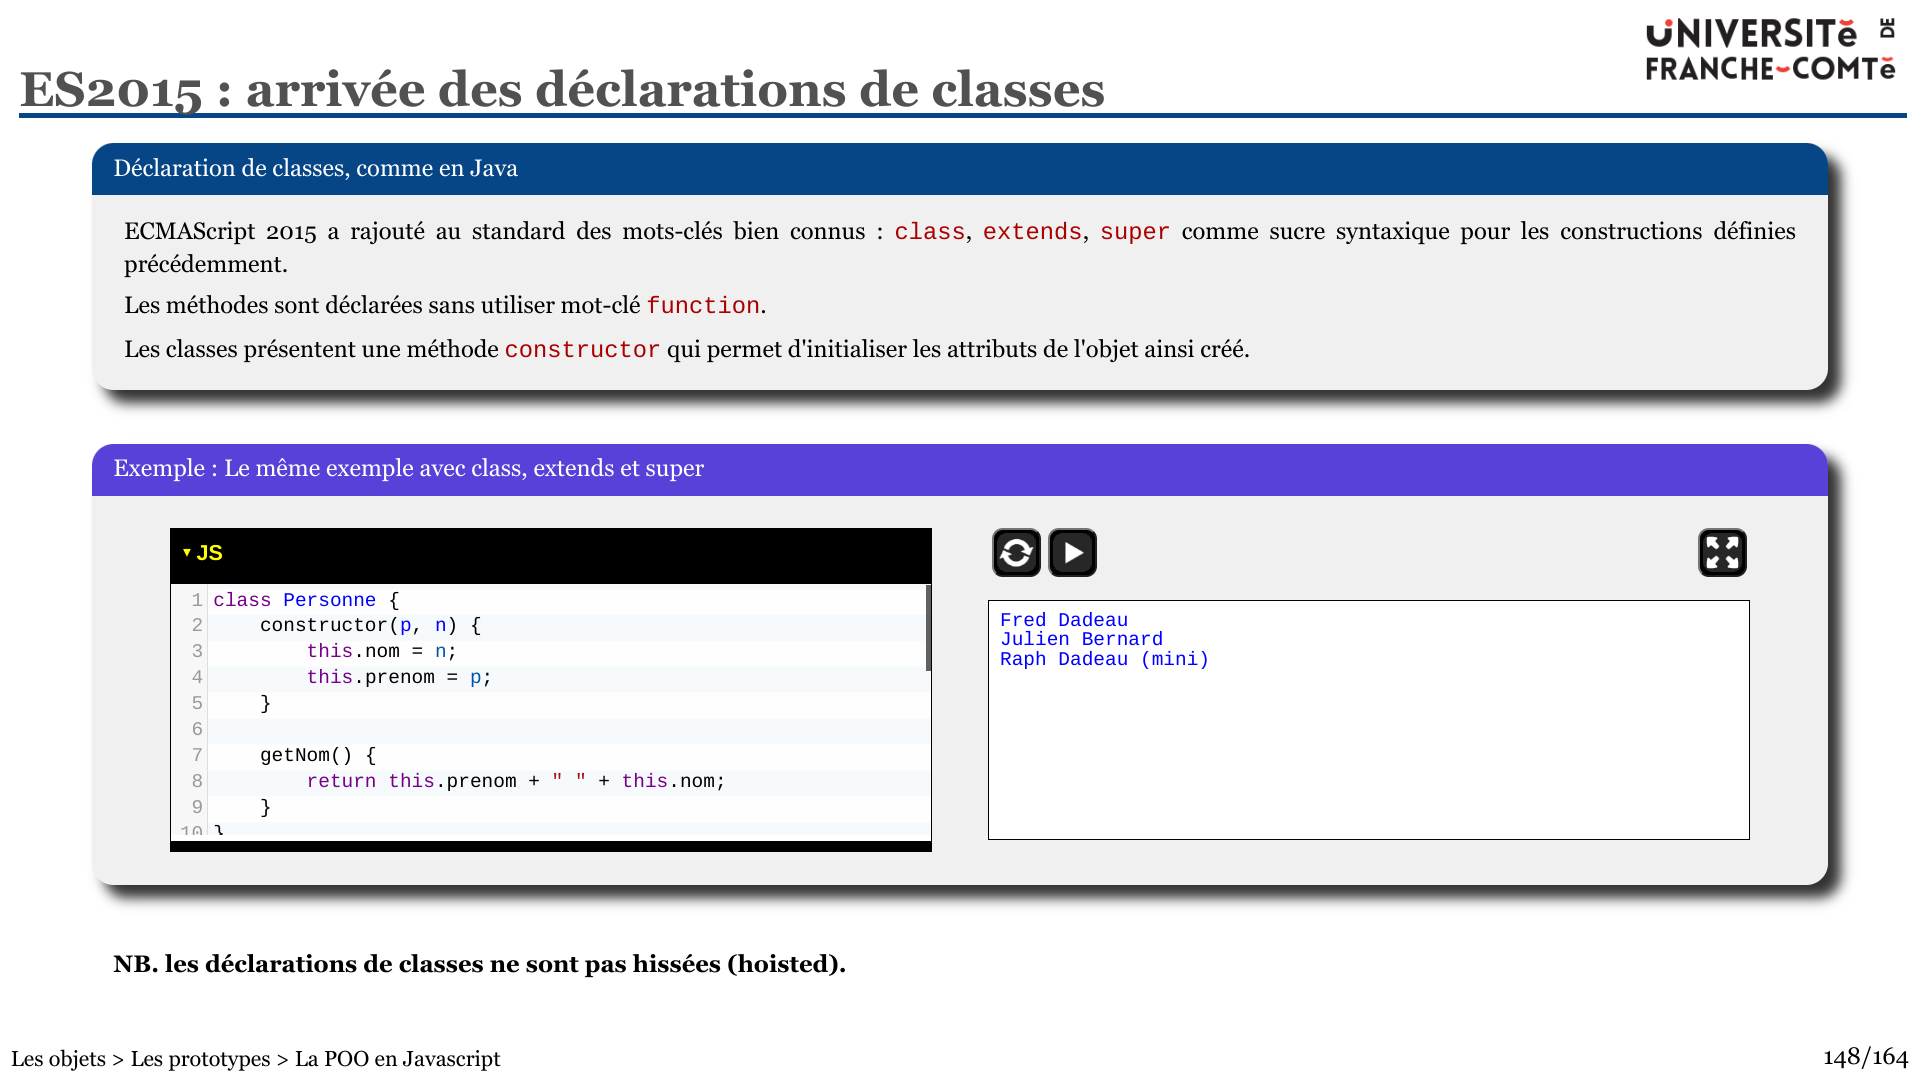 UNIVERSITĕ DE
FRANCHE-COMTĕ
ES2015 : arrivée des déclarations de classes
Déclaration de classes, comme en Java
ECMAScript 2015 a rajouté au standard des mots-clés bien connus : class, extends, super comme sucre syntaxique pour les constructions définies
précédemment.
Les méthodes sont déclarées sans utiliser mot-clé function.
Les classes présentent une méthode constructor qui permet d'initialiser les attributs de l'objet ainsi créé.
Exemple : Le même exemple avec class, extends et super
▾ JS
1 class Personne {
2     constructor(p, n) {
3         this.nom = n;
4         this.prenom = p;
5     }
6
7     getNom() {
8         return this.prenom + " " + this.nom;
9     }
10 }
Fred Dadeau
Julien Bernard
Raph Dadeau (mini)
NB. les déclarations de classes ne sont pas hissées (hoisted).
Les objets > Les prototypes > La POO en Javascript
148/164